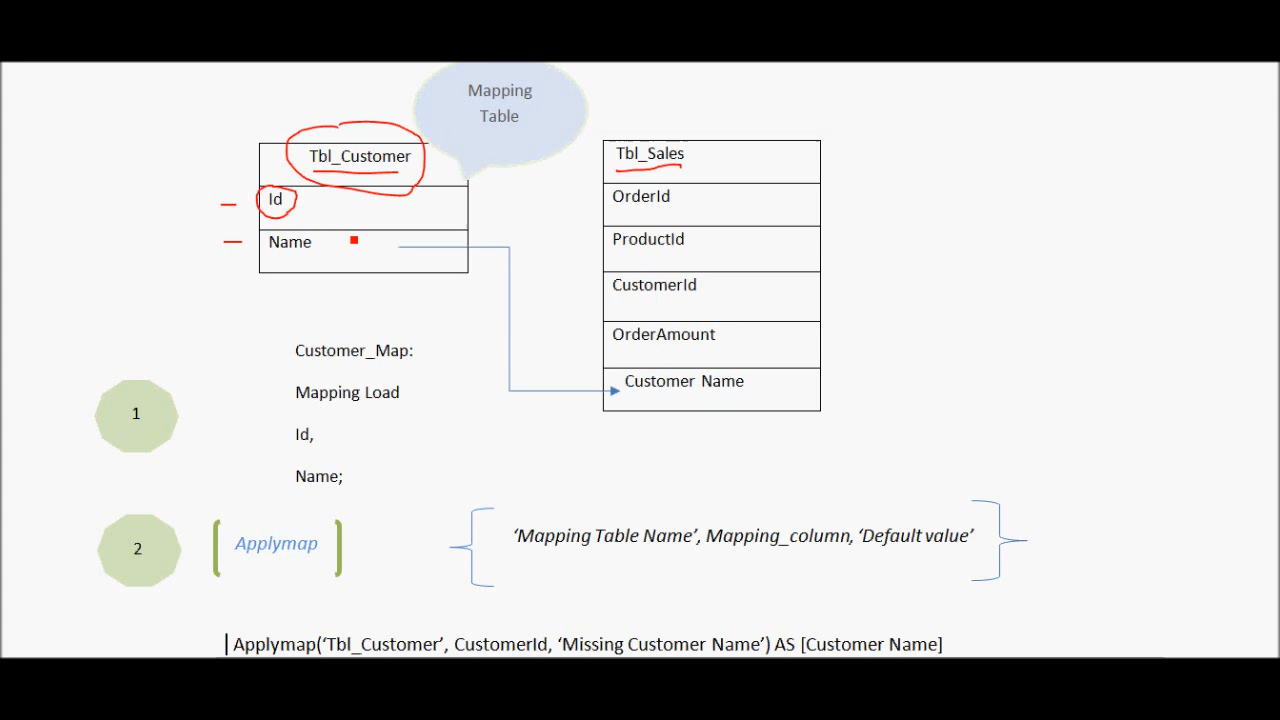 Mapping
Table
Tbl_Customer
Id
Name
Tbl_Sales
OrderId
ProductId
CustomerId
OrderAmount
Customer Name
Customer_Map:
Mapping Load
Id,
Name;
1
2
Applymap
‘Mapping Table Name’, Mapping_column, ‘Default value’
Applymap(‘Tbl_Customer’, CustomerId, ‘Missing Customer Name’) AS [Customer Name]